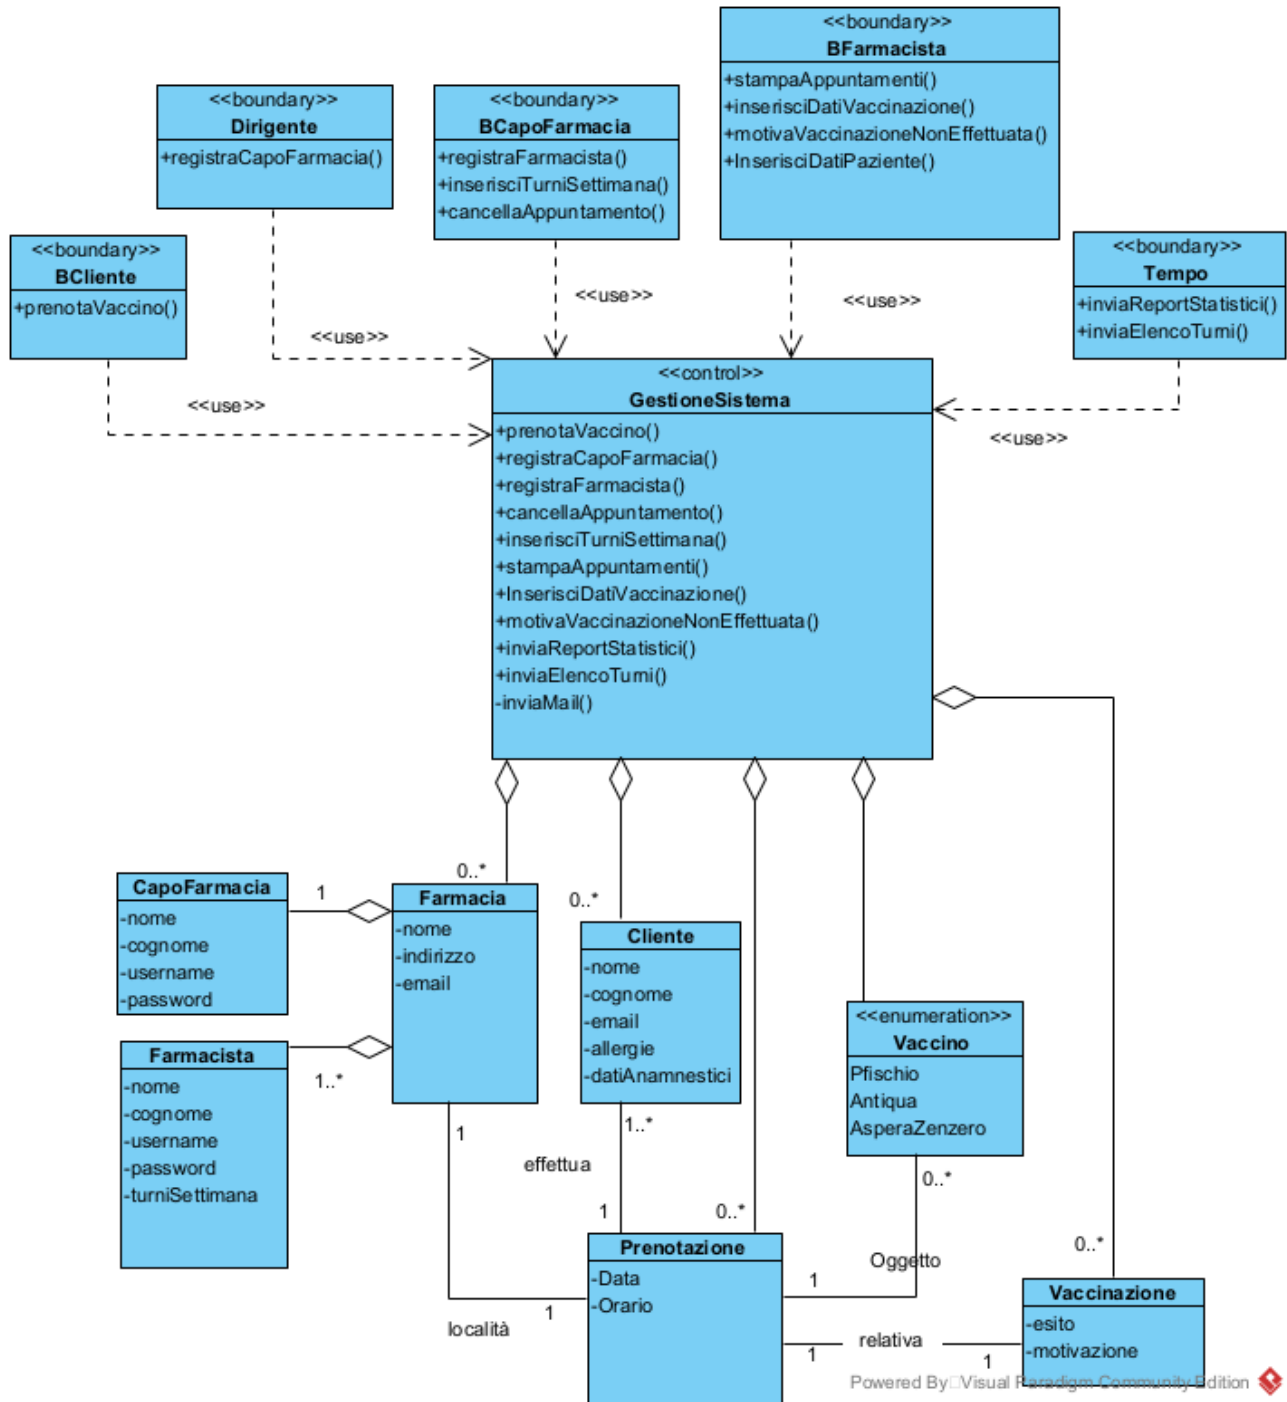 <<boundary>>
BFarmacista
+stampaAppuntamenti()
+inserisciDatiVaccinazione()
+motivaVaccinazioneNonEffettuata()
+InserisciDatiPaziente()
<<boundary>>
Dirigente
+registraCapoFarmacia()
<<boundary>>
BCapoFarmacia
+registraFarmacista()
+inserisciTurniSettimana()
+cancellaAppuntamento()
<<boundary>>
BCliente
+prenotaVaccino()
<<boundary>>
Tempo
+inviaReportStatistici()
+inviaElencoTurni()
<<use>>
<<use>>
<<use>>
<<use>>
<<use>>
<<control>>
GestioneSistema
+prenotaVaccino()
+registraCapoFarmacia()
+registraFarmacista()
+cancellaAppuntamento()
+inserisciTurniSettimana()
+stampaAppuntamenti()
+InserisciDatiVaccinazione()
+motivaVaccinazioneNonEffettuata()
+inviaReportStatistici()
+inviaElencoTurni()
-inviaMail()
0..*
0..*
1
CapoFarmacia
-nome
-cognome
-username
-password
Farmacia
-nome
-indirizzo
-email
Cliente
-nome
-cognome
-email
-allergie
-datiAnamnestici
<<enumeration>>
Vaccino
Pfischio
Antiqua
AsperaZenzero
Farmacista
-nome
-cognome
-username
-password
-turniSettimana
1..*
1
1..*
effettua
1
0..*
0..*
0..*
Oggetto
1
località
1
Prenotazione
-Data
-Orario
relativa
1
1
Vaccinazione
-esito
-motivazione
Powered By Visual Paradigm Community Edition